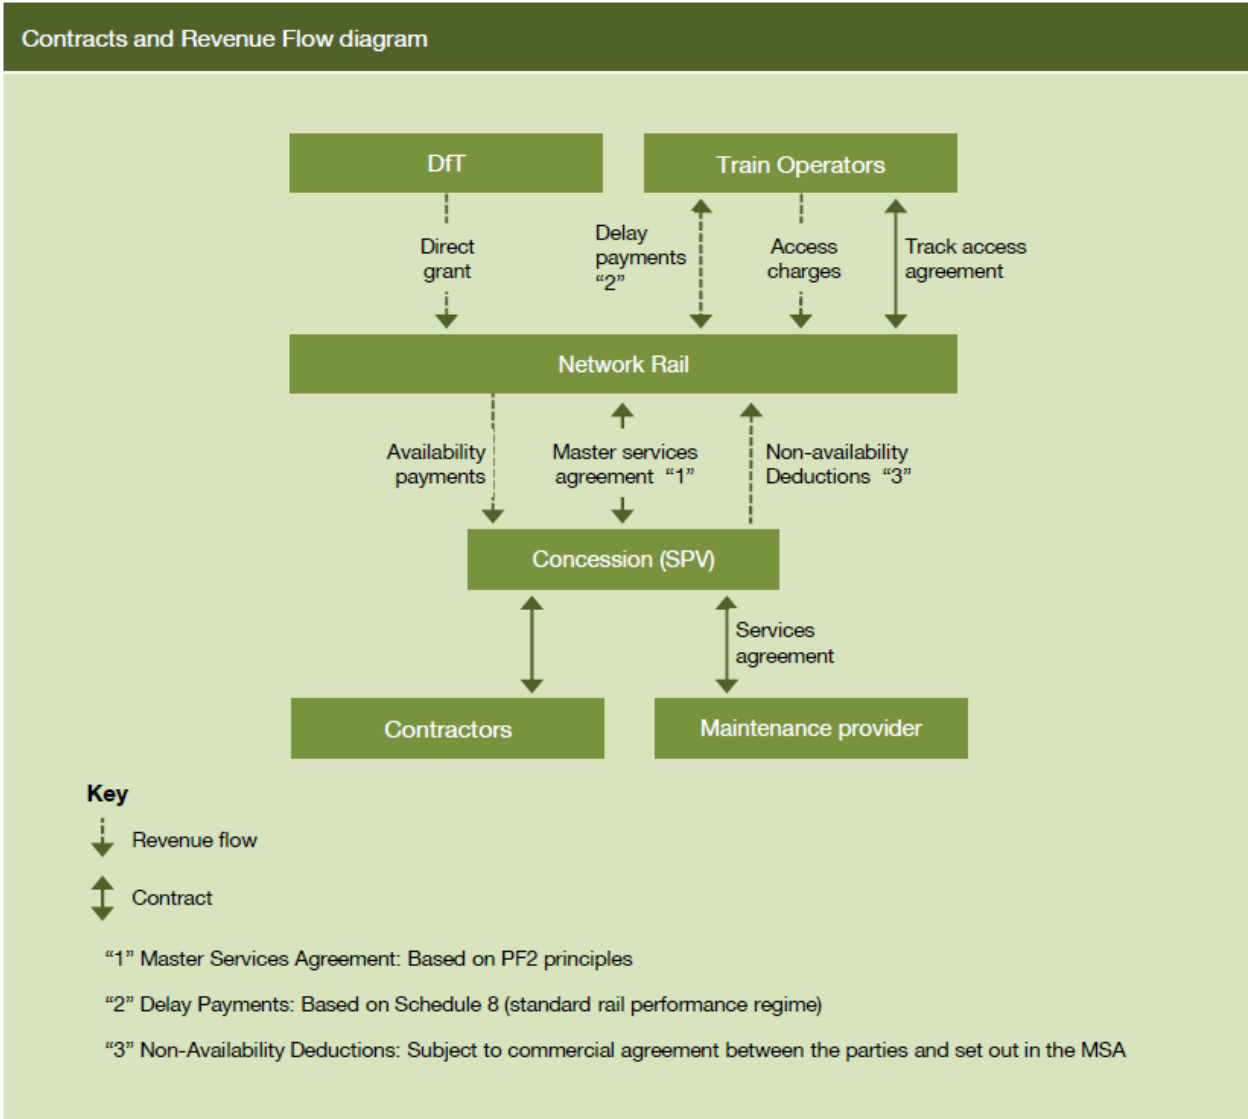 Contracts and Revenue Flow diagram
DfT
Train Operators
Direct
grant
Delay
payments
“2”
Access
charges
Track access
agreement
Network Rail
Availability
payments
Master services
agreement “1”
Non-availability
Deductions “3”
Concession (SPV)
Services
agreement
Contractors
Maintenance provider
Key
Revenue flow
Contract
“1” Master Services Agreement: Based on PF2 principles
“2” Delay Payments: Based on Schedule 8 (standard rail performance regime)
“3” Non-Availability Deductions: Subject to commercial agreement between the parties and set out in the MSA